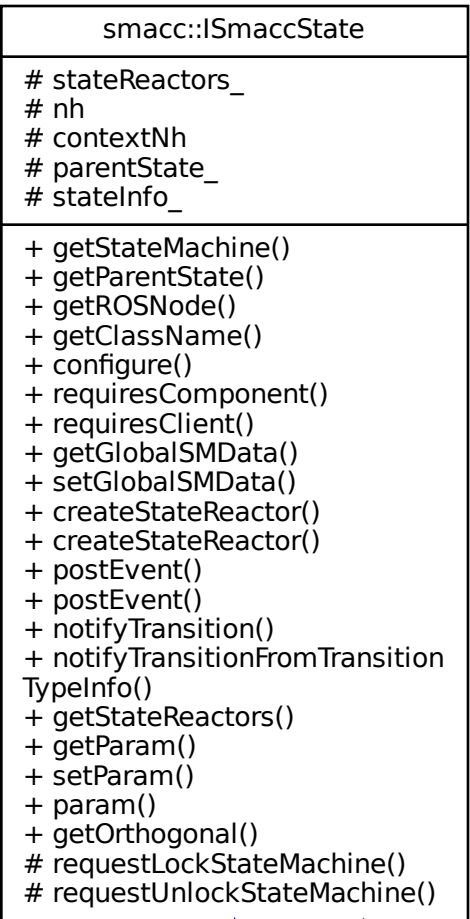 smacc::ISmaccState
# stateReactors_
# nh
# contextNh
# parentState_
# stateInfo_
+ getStateMachine()
+ getParentState()
+ getROSNode()
+ getClassName()
+ configure()
+ requiresComponent()
+ requiresClient()
+ getGlobalSMData()
+ setGlobalSMData()
+ createStateReactor()
+ createStateReactor()
+ postEvent()
+ postEvent()
+ notifyTransition()
+ notifyTransitionFromTransition
TypeInfo()
+ getStateReactors()
+ getParam()
+ setParam()
+ param()
+ getOrthogonal()
# requestLockStateMachine()
# requestUnlockStateMachine()